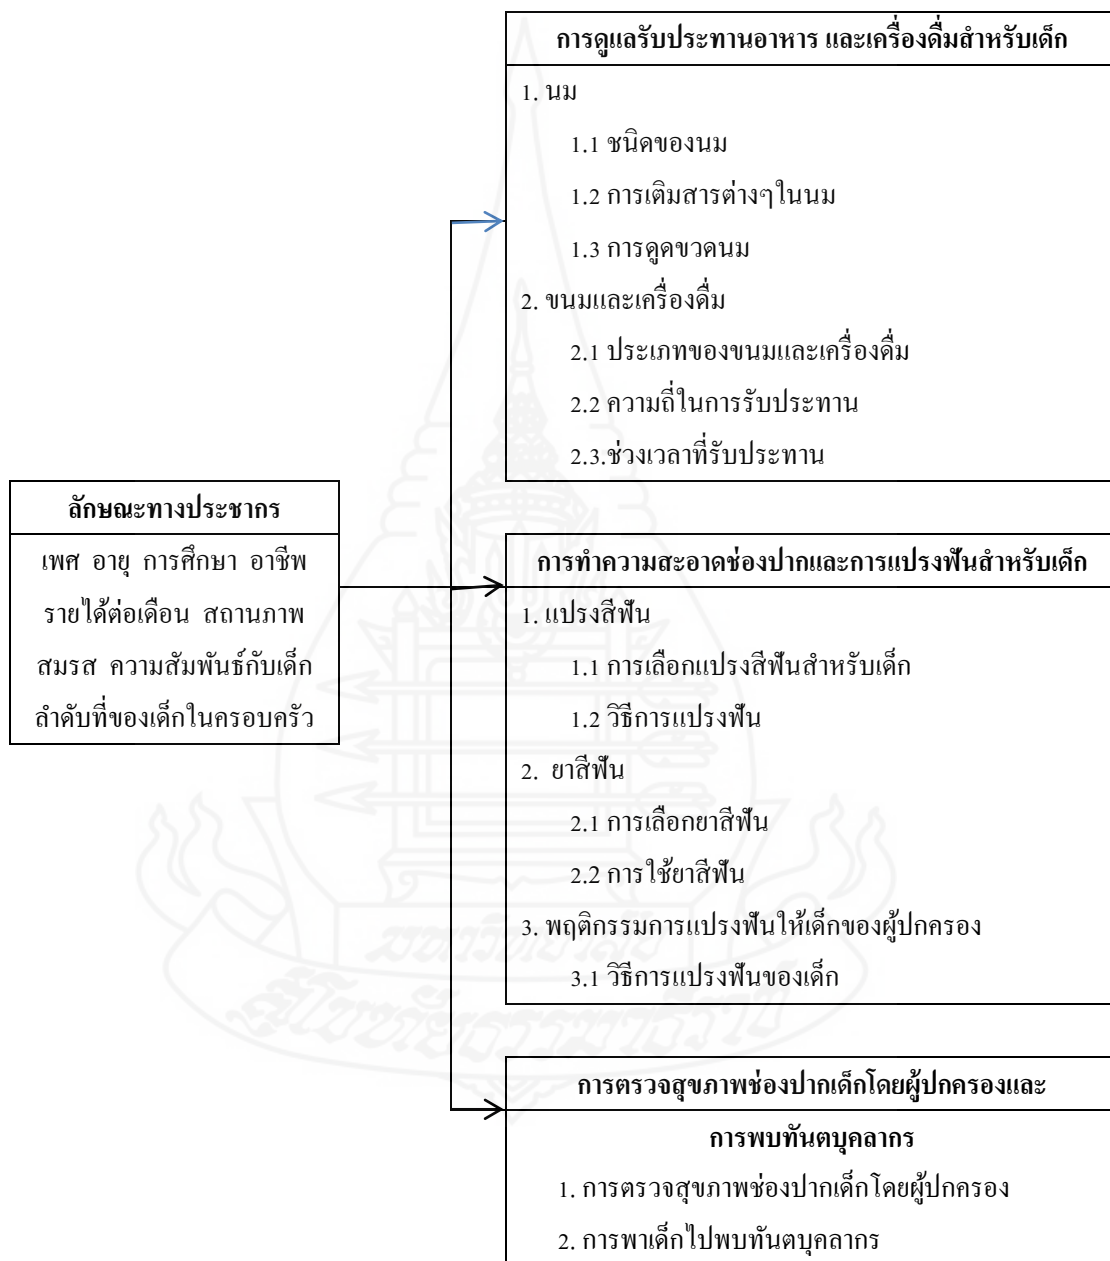 การดูแลรับประทานอาหาร และเครื่องดื่มสำหรับเด็ก
1. นม
1.1 ชนิดของนม
1.2 การเติมสารต่างๆในนม
1.3 การดูดขวดนม
2. ขนมและเครื่องดื่ม
2.1 ประเภทของขนมและเครื่องดื่ม
2.2 ความถี่ในการรับประทาน
2.3.ช่วงเวลาที่รับประทาน
ลักษณะทางประชากร
เพศ อายุ การศึกษา อาชีพ
รายได้ต่อเดือน สถานภาพ
สมรส ความสัมพันธ์กับเด็ก
ลำดับที่ของเด็กในครอบครัว
การทำความสะอาดช่องปากและการแปรงฟันสำหรับเด็ก
1. แปรงสีฟัน
1.1 การเลือกแปรงสีฟันสำหรับเด็ก
1.2 วิธีการแปรงฟัน
2. ยาสีฟัน
2.1 การเลือกยาสีฟัน
2.2 การใช้ยาสีฟัน
3. พฤติกรรมการแปรงฟันให้เด็กของผู้ปกครอง
3.1 วิธีการแปรงฟันของเด็ก
มหาวิทยาลัย
สุโขทัยธรรมาธิราช
การตรวจสุขภาพช่องปากเด็กโดยผู้ปกครองและ
การพบทันตบุคลากร
1. การตรวจสุขภาพช่องปากเด็กโดยผู้ปกครอง
2. การพาเด็กไปพบทันตบุคลากร